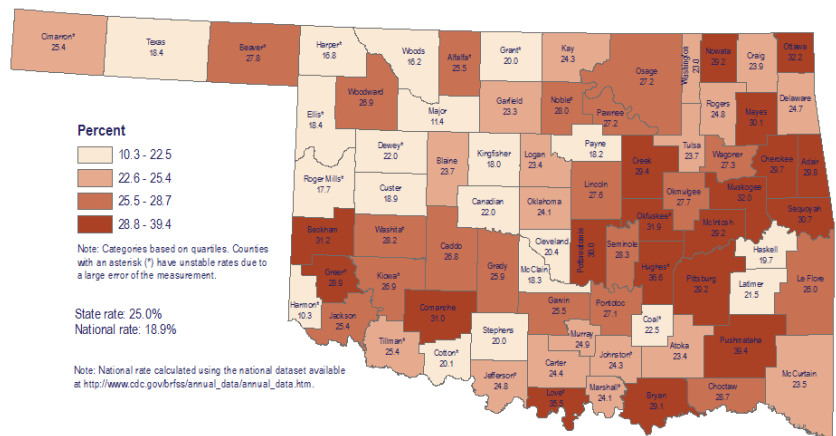 Cimarron*
25.4
Texas
18.4
Beaver*
27.8
Harper*
16.8
Woods
16.2
Alfalfa*
25.5
Grant*
20.0
Kay
24.3
Osage
27.2
Washington
23.0
Nowata
29.2
Craig
23.9
Ottawa
32.2
Woodward
26.9
Ellis*
18.4
Major
11.4
Garfield
23.3
Noble*
28.0
Pawnee
27.2
Rogers
24.8
Mayes
30.1
Delaware
24.7
Dewey*
22.0
Blaine
23.7
Kingfisher
18.0
Logan
23.4
Payne
18.2
Creek
29.4
Tulsa
23.7
Wagoner
27.3
Cherokee
29.7
Adair
29.8
Roger Mills*
17.7
Custer
18.9
Canadian
22.0
Oklahoma
24.1
Lincoln
27.6
Okmulgee
27.7
Muskogee
32.0
Sequoyah
30.7
Okfuskee*
31.9
McIntosh
29.2
Beckham
31.2
Washita*
28.2
Caddo
26.8
Grady
25.9
Cleveland
20.4
McClain
18.3
Pottawatomie
30.0
Seminole
28.3
Hughes*
36.6
Pittsburg
29.2
Haskell
19.7
Latimer
21.5
Le Flore
26.0
Greer*
28.9
Kiowa*
26.9
Harmon*
10.3
Jackson
25.4
Comanche
31.0
Tillman*
25.4
Cotton*
20.1
Stephens
20.0
Garvin
26.5
Pontotoc
27.1
Murray
24.9
Coal*
22.5
Atoka
23.4
Pushmataha
39.4
McCurtain
23.5
Jefferson*
24.8
Carter
24.4
Johnston*
24.3
Love*
35.5
Marshall*
24.1
Bryan
29.1
Choctaw
28.7
Percent
10.3 - 22.5
22.6 - 25.4
25.5 - 28.7
28.8 - 39.4
Note: Categories based on quartiles. Counties
with an asterisk (*) have unstable rates due to
a large error of the measurement.
State rate: 25.0%
National rate: 18.9%
Note: National rate calculated using the national dataset available
at http://www.cdc.gov/brfss/annual_data/annual_data.htm.